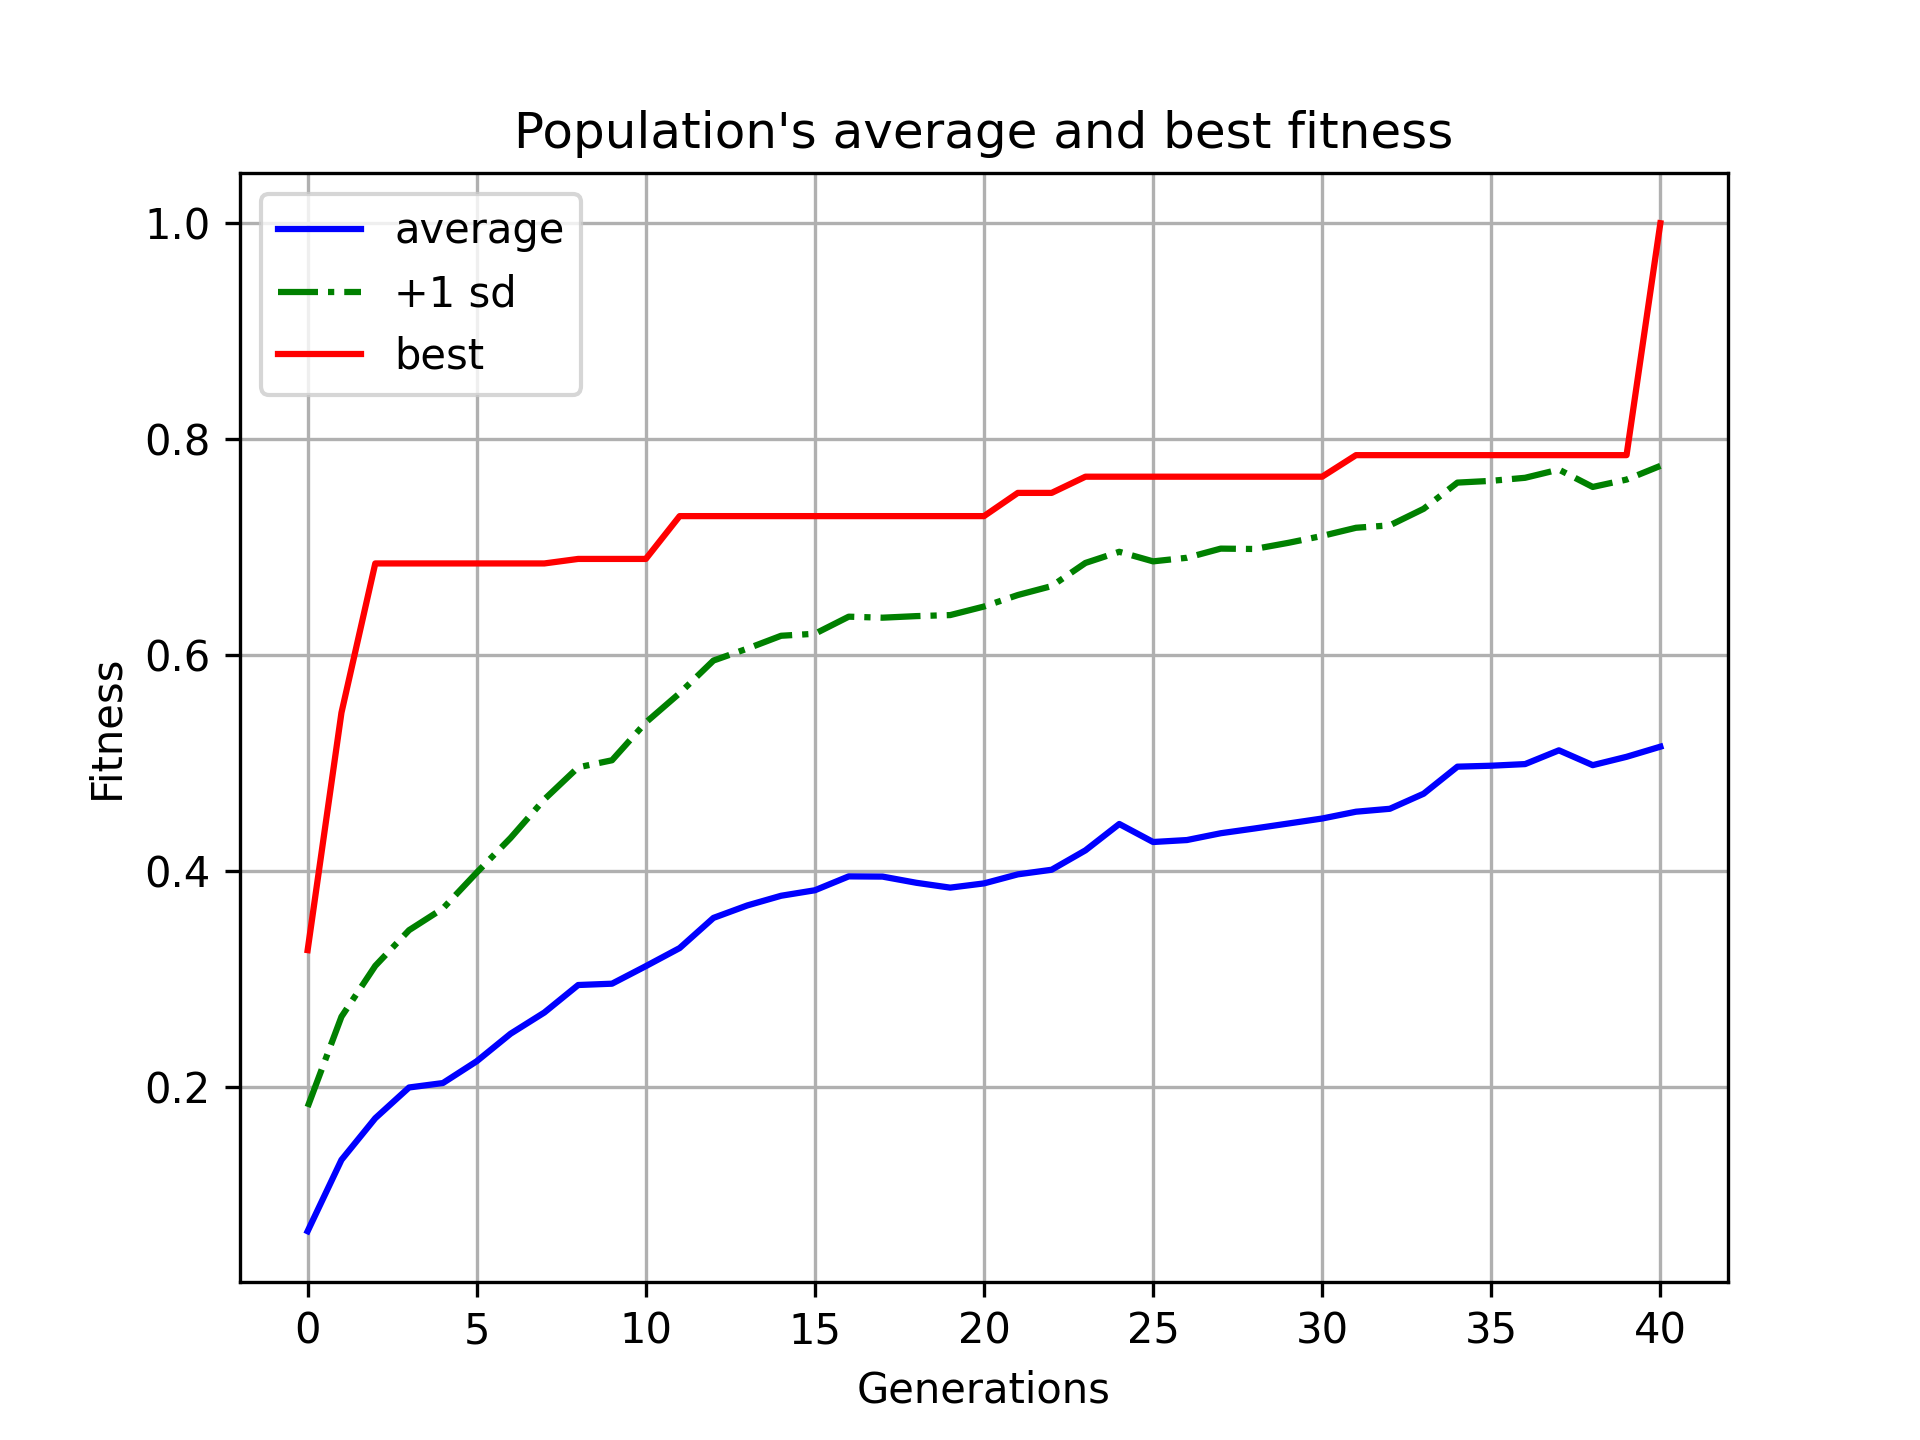 Population's average and best fitness
average
+1 sd
best
Fitness
1.0
0.8
0.6
0.4
0.2
0 5 10 15 20 25 30 35 40
Generations